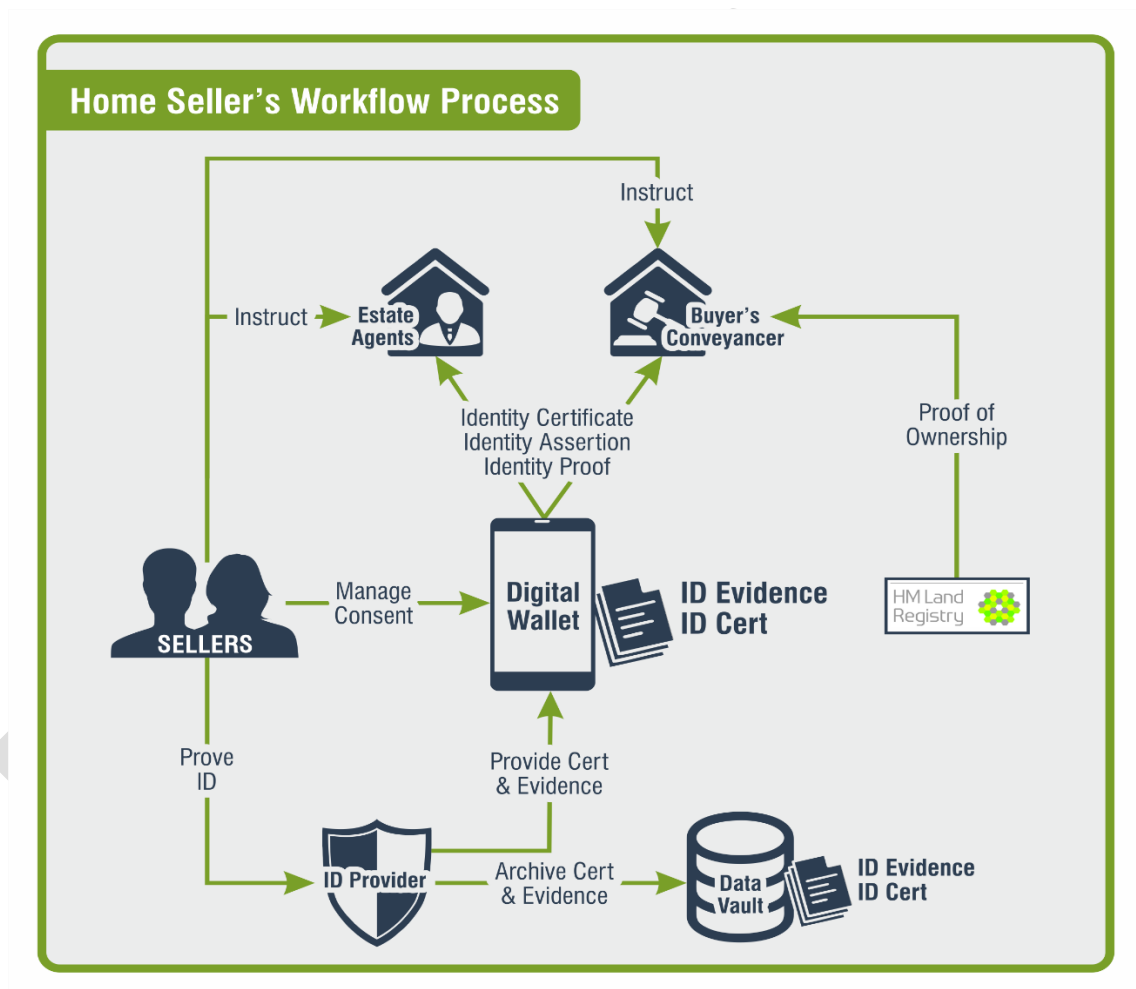 Home Seller's Workflow Process
Instruct
Instruct
Estate
Agents
Buyer's
Conveyancer
Identity Certificate
Identity Assertion
Identity Proof
Proof of
Ownership
Manage
Consent
Digital
Wallet
ID Evidence
ID Cert
HM Land
Registry
SELLERS
Prove
ID
Provide Cert
& Evidence
ID Provider
Archive Cert
& Evidence
Data
Vault
ID Evidence
ID Cert